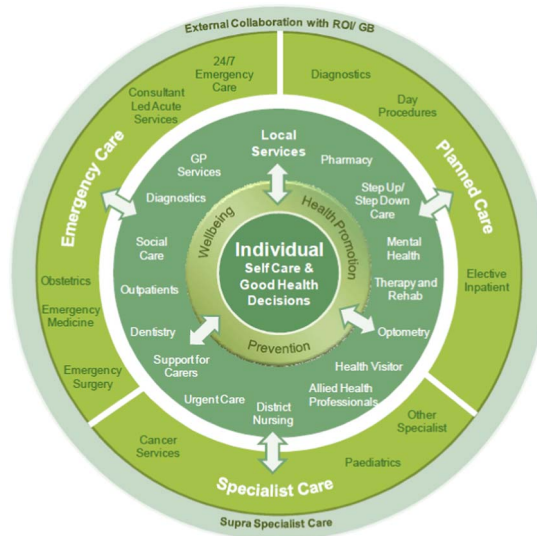 External Collaboration with ROI/ GB
24/7
Emergency
Care
Consultant
Led Acute
Services
Emergency Care
Obstetrics
Emergency
Medicine
Emergency
Surgery
Diagnostics
Day
Procedures
Planned Care
Elective
Inpatient
Other
Specialist
Paediatrics
Specialist Care
Cancer
Services
Supra Specialist Care
Local
Services
Pharmacy
Step Up/
Step Down
Care
Mental
Health
Therapy and
Rehab
Optometry
Health Visitor
Allied Health
Professionals
District
Nursing
Urgent Care
Support for
Carers
Dentistry
Outpatients
Social
Care
Diagnostics
GP
Services
Wellbeing
Health Promotion
Prevention
Individual
Self Care &
Good Health
Decisions